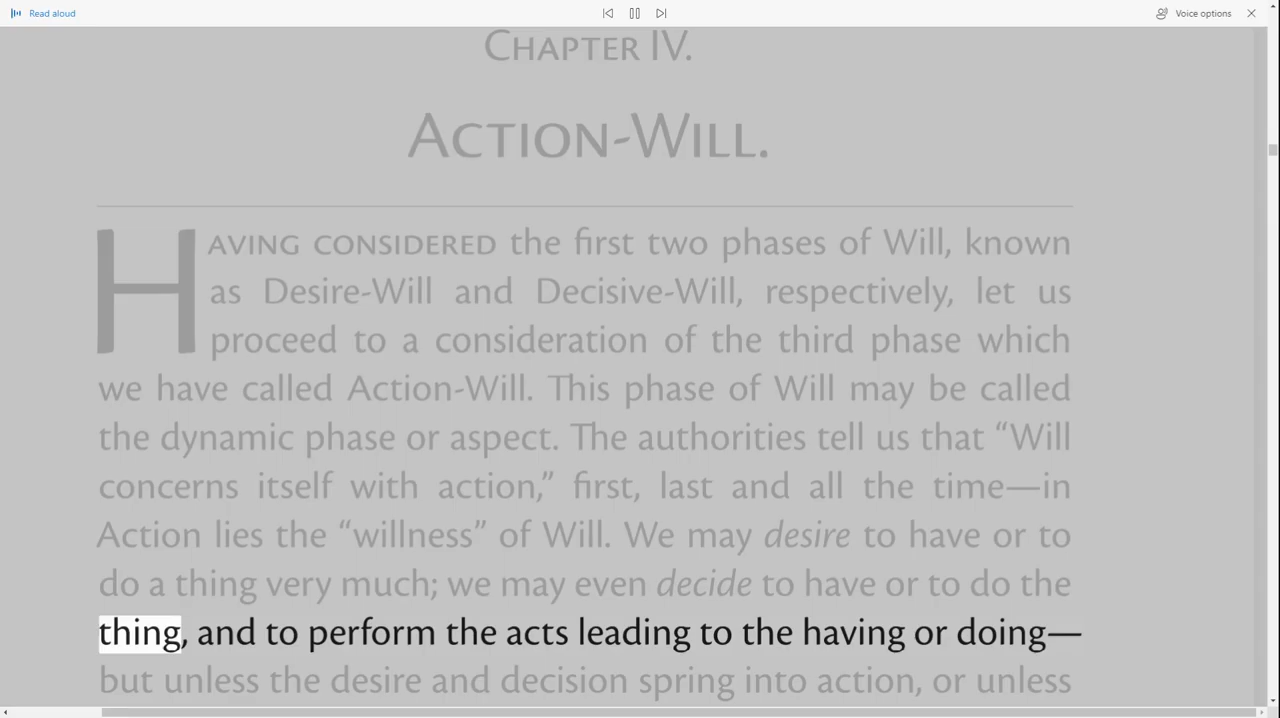 Read aloud
Voice options
CHAPTER IV.
ACTION-WILL.
HAVING CONSIDERED the first two phases of Will, known
as Desire-Will and Decisive-Will, respectively, let us
proceed to a consideration of the third phase which
we have called Action-Will. This phase of Will may be called
the dynamic phase or aspect. The authorities tell us that “Will
concerns itself with action,” first, last and all the time—in
Action lies the “willness” of Will. We may desire to have or to
do a thing very much; we may even decide to have or to do the
thing, and to perform the acts leading to the having or doing—
but unless the desire and decision spring into action, or unless